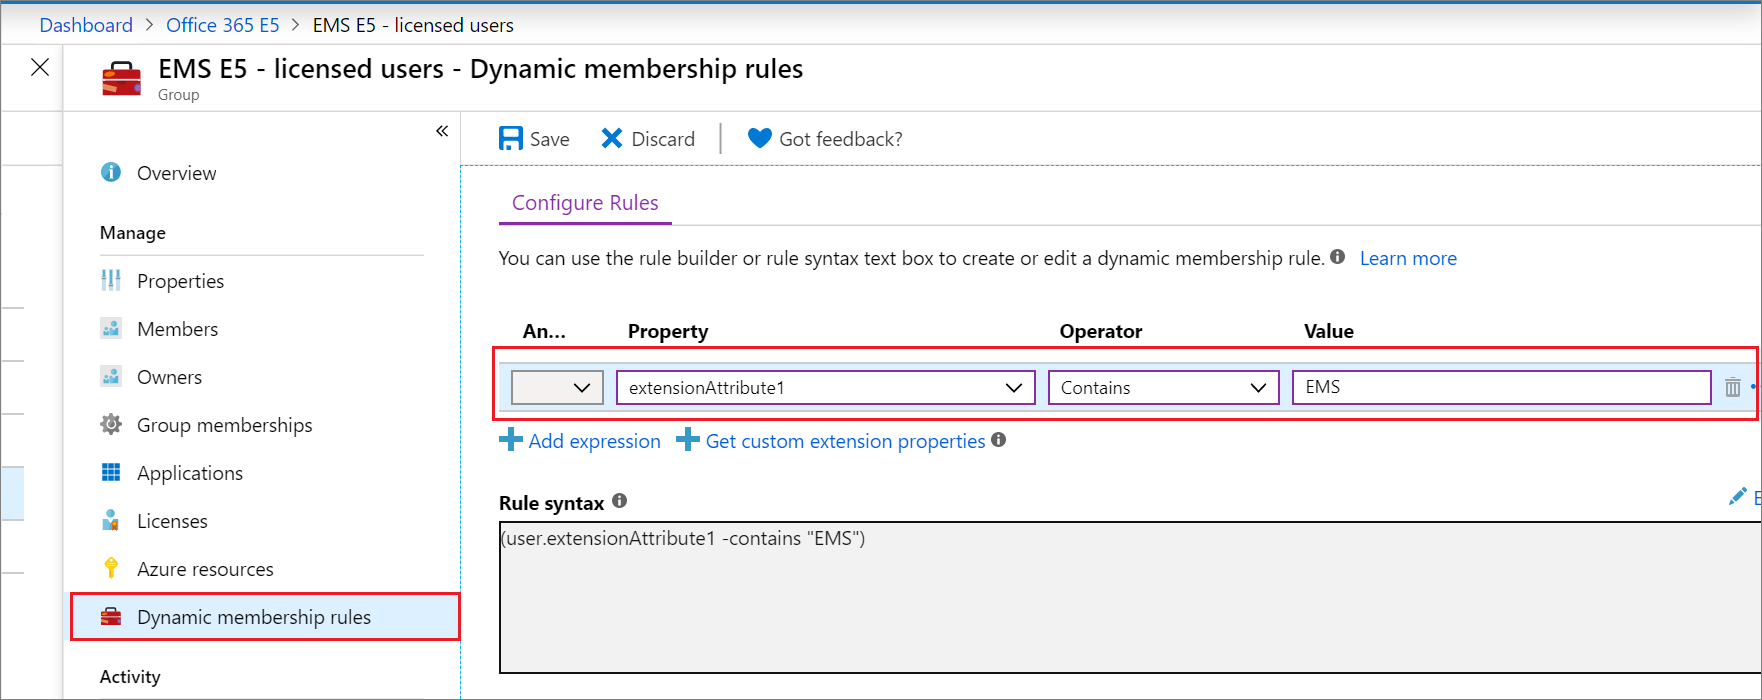 Dashboard > Office 365 E5 > EMS E5 - licensed users
EMS E5 - licensed users - Dynamic membership rules
Group
Save Discard Got feedback?
Overview
Configure Rules
Manage
You can use the rule builder or rule syntax text box to create or edit a dynamic membership rule. Learn more
Properties
Members
An... Property Operator Value
Owners
extensionAttribute1 Contains EMS
Group memberships
Add expression Get custom extension properties
Applications
Rule syntax E
Licenses
(user.extensionAttribute1 -contains "EMS")
Azure resources
Dynamic membership rules
Activity